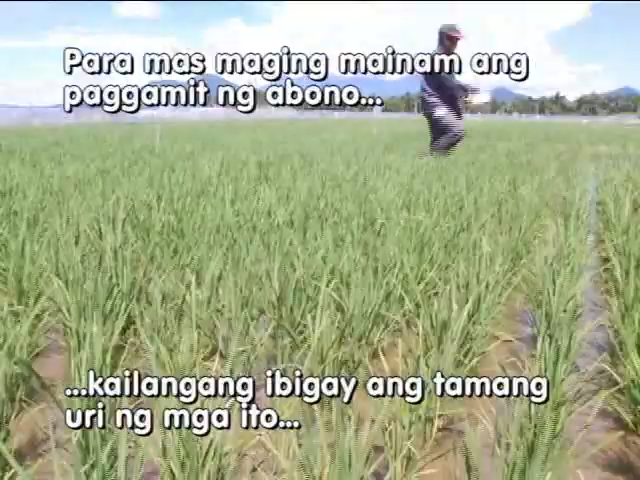 Para mas maging mainam ang
paggamit ng abono...
...kailangang ibigay ang tamang
uri ng mga ito...